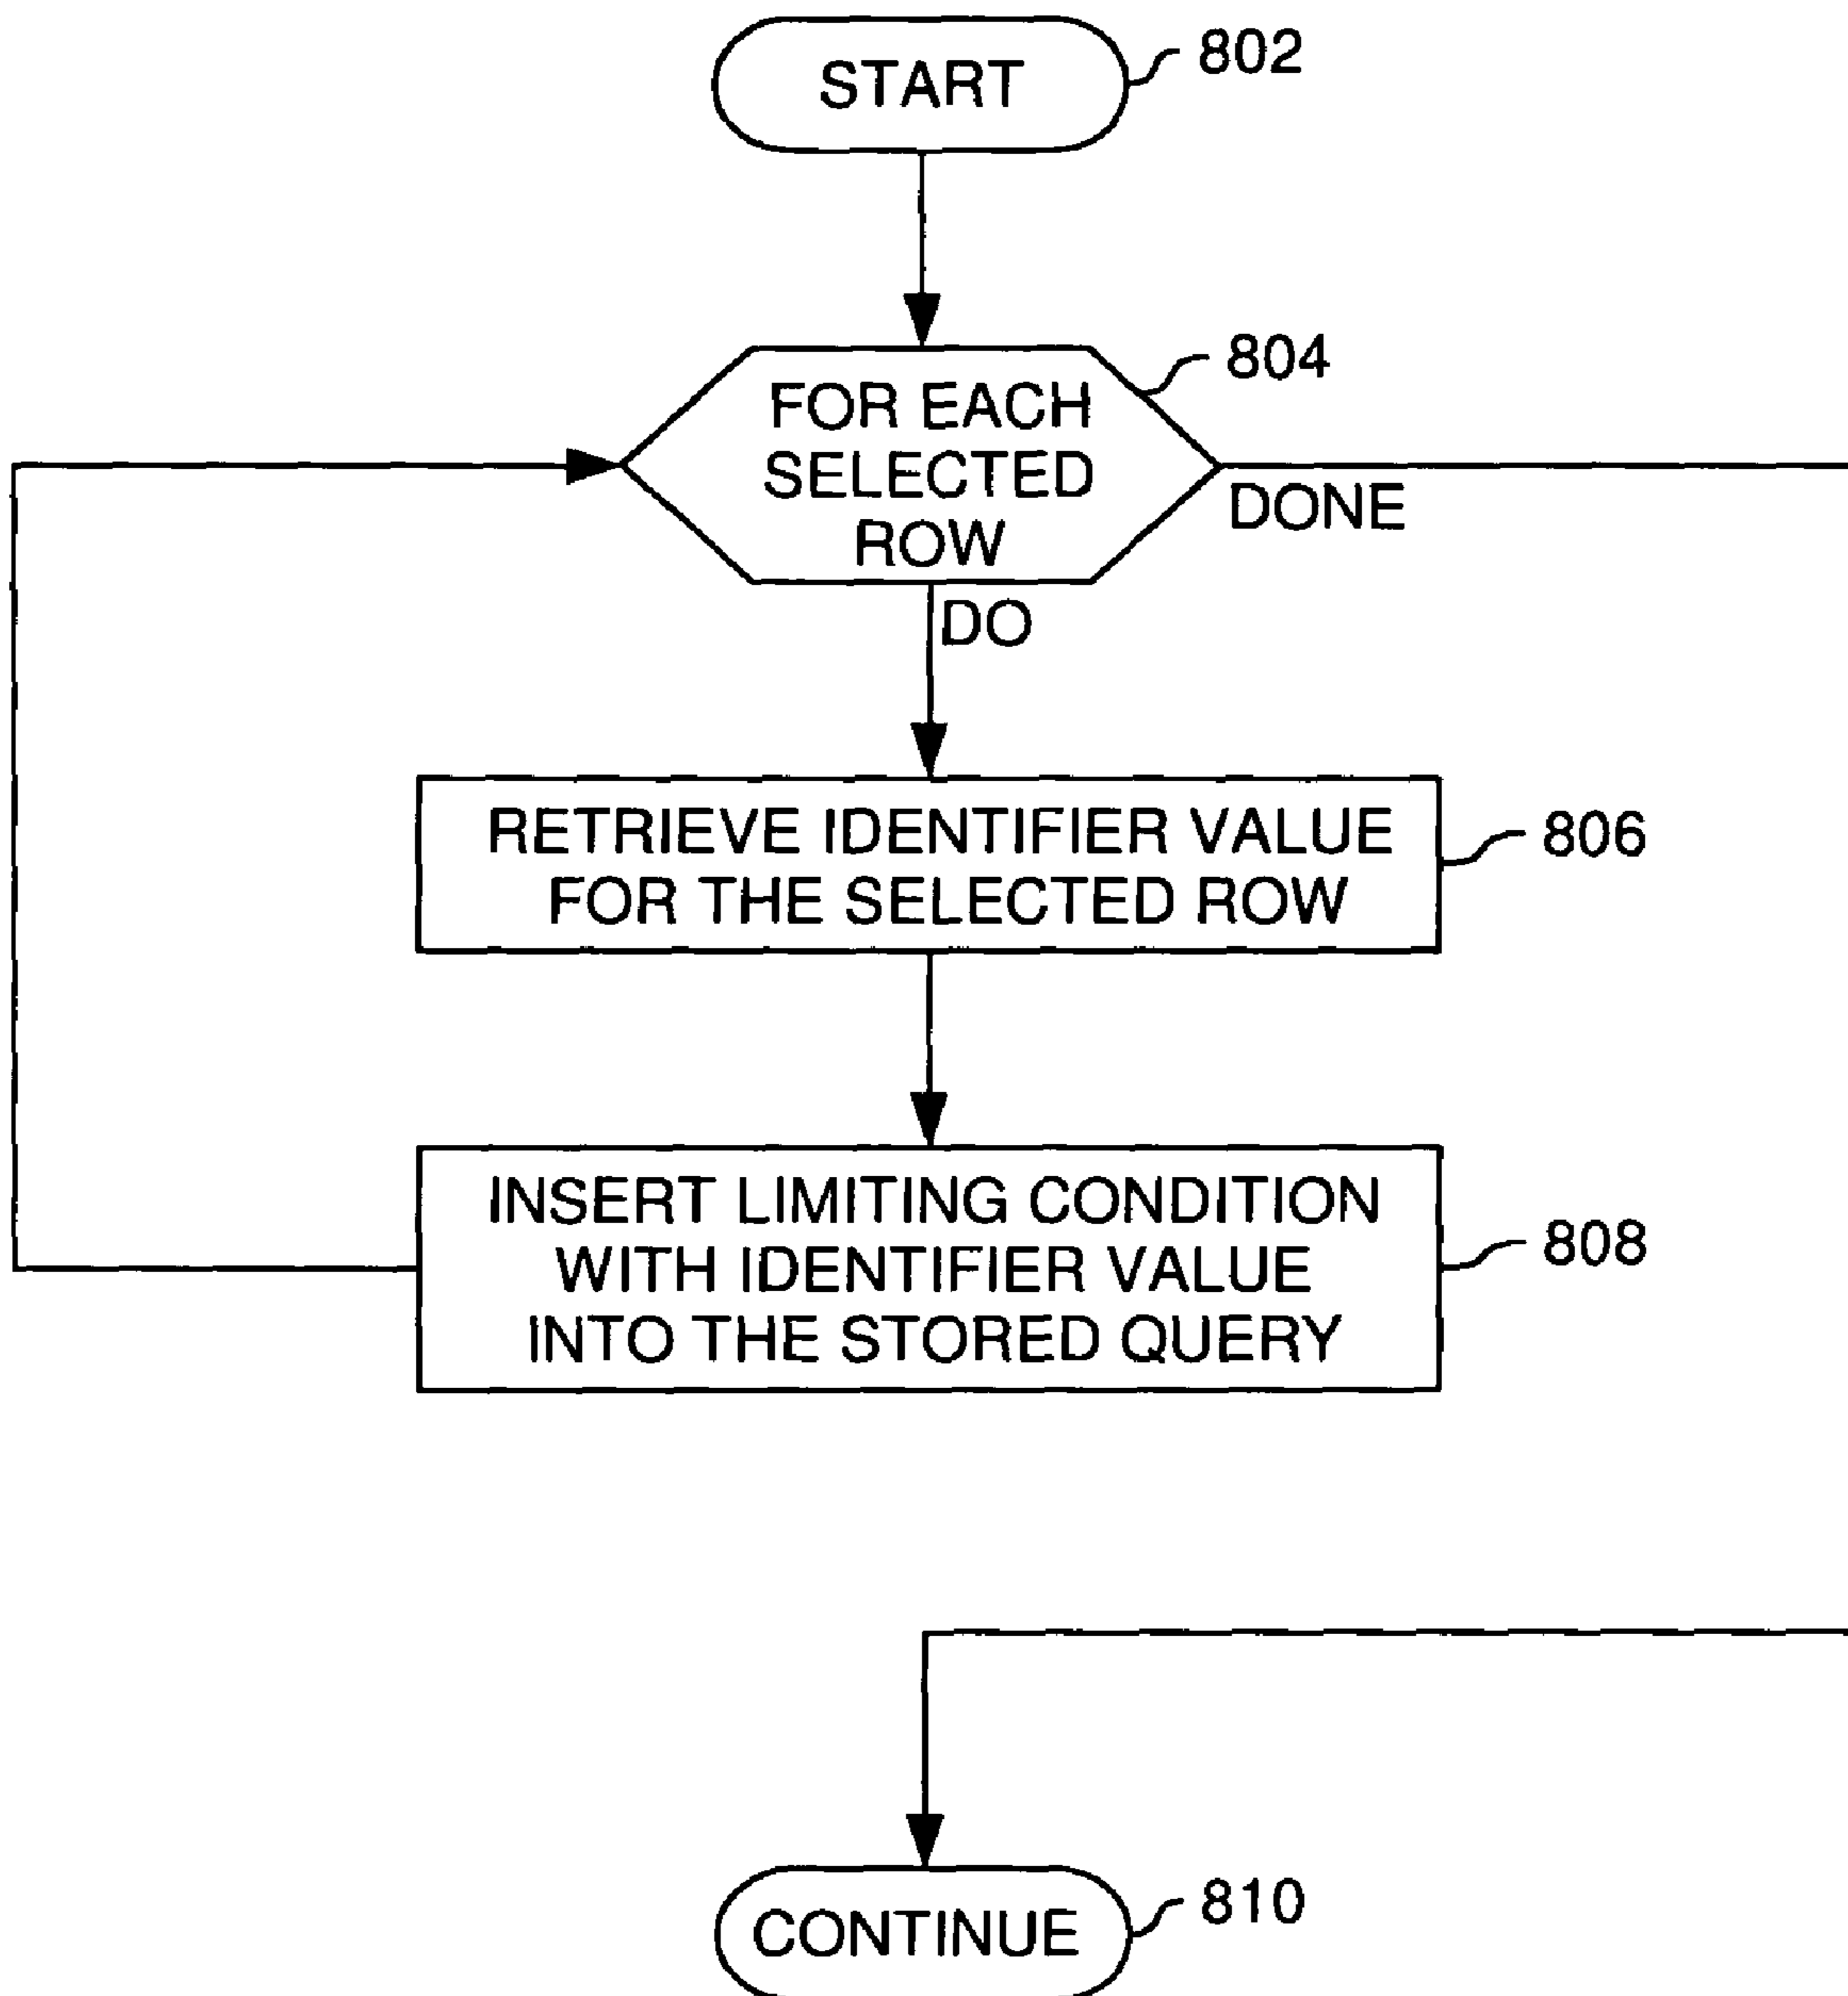 START
802
804
FOR EACH
SELECTED
ROW
DONE
DO
RETRIEVE IDENTIFIER VALUE
FOR THE SELECTED ROW
806
INSERT LIMITING CONDITION
WITH IDENTIFIER VALUE
INTO THE STORED QUERY
808
CONTINUE
810